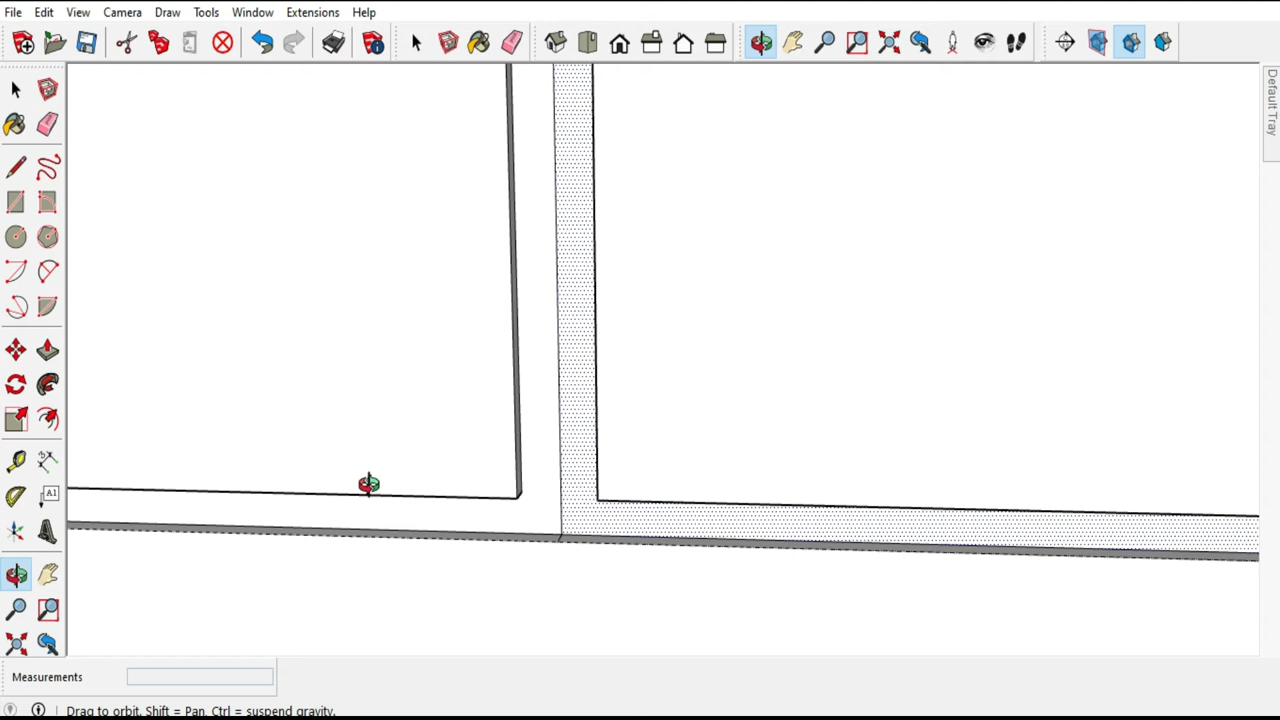 File Edit View Camera Draw Tools Window Extensions Help
Default Tray
A1
Measurements
Drag to orbit. Shift = Pan, Ctrl = suspend gravity.